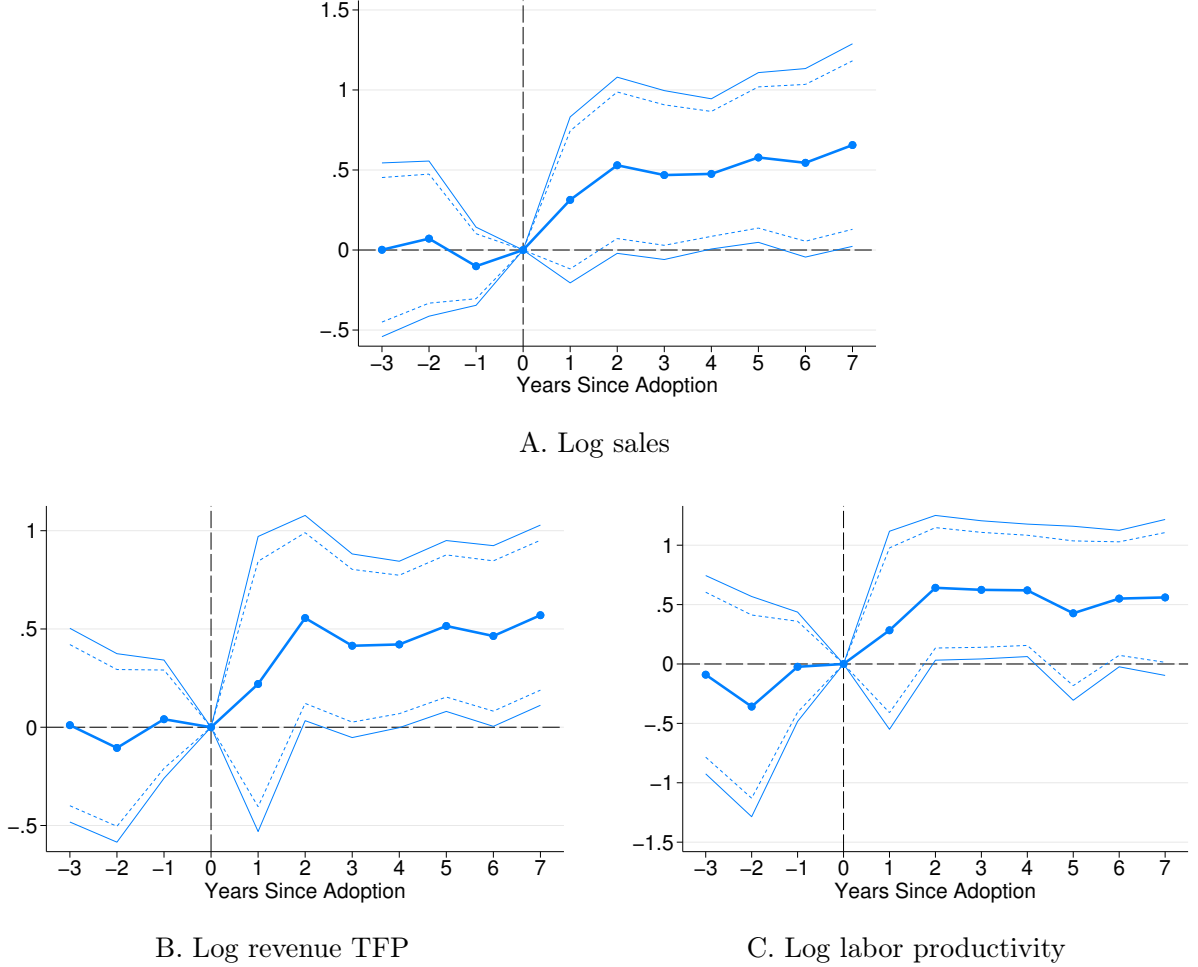 1.5
1
.5
0
−.5
−3 −2 −1 0 1 2 3 4 5 6 7
Years Since Adoption
A. Log sales
1
.5
0
−.5
−3 −2 −1 0 1 2 3 4 5 6 7
Years Since Adoption
B. Log revenue TFP
1
.5
0
−.5
−1
−1.5
−3 −2 −1 0 1 2 3 4 5 6 7
Years Since Adoption
C. Log labor productivity